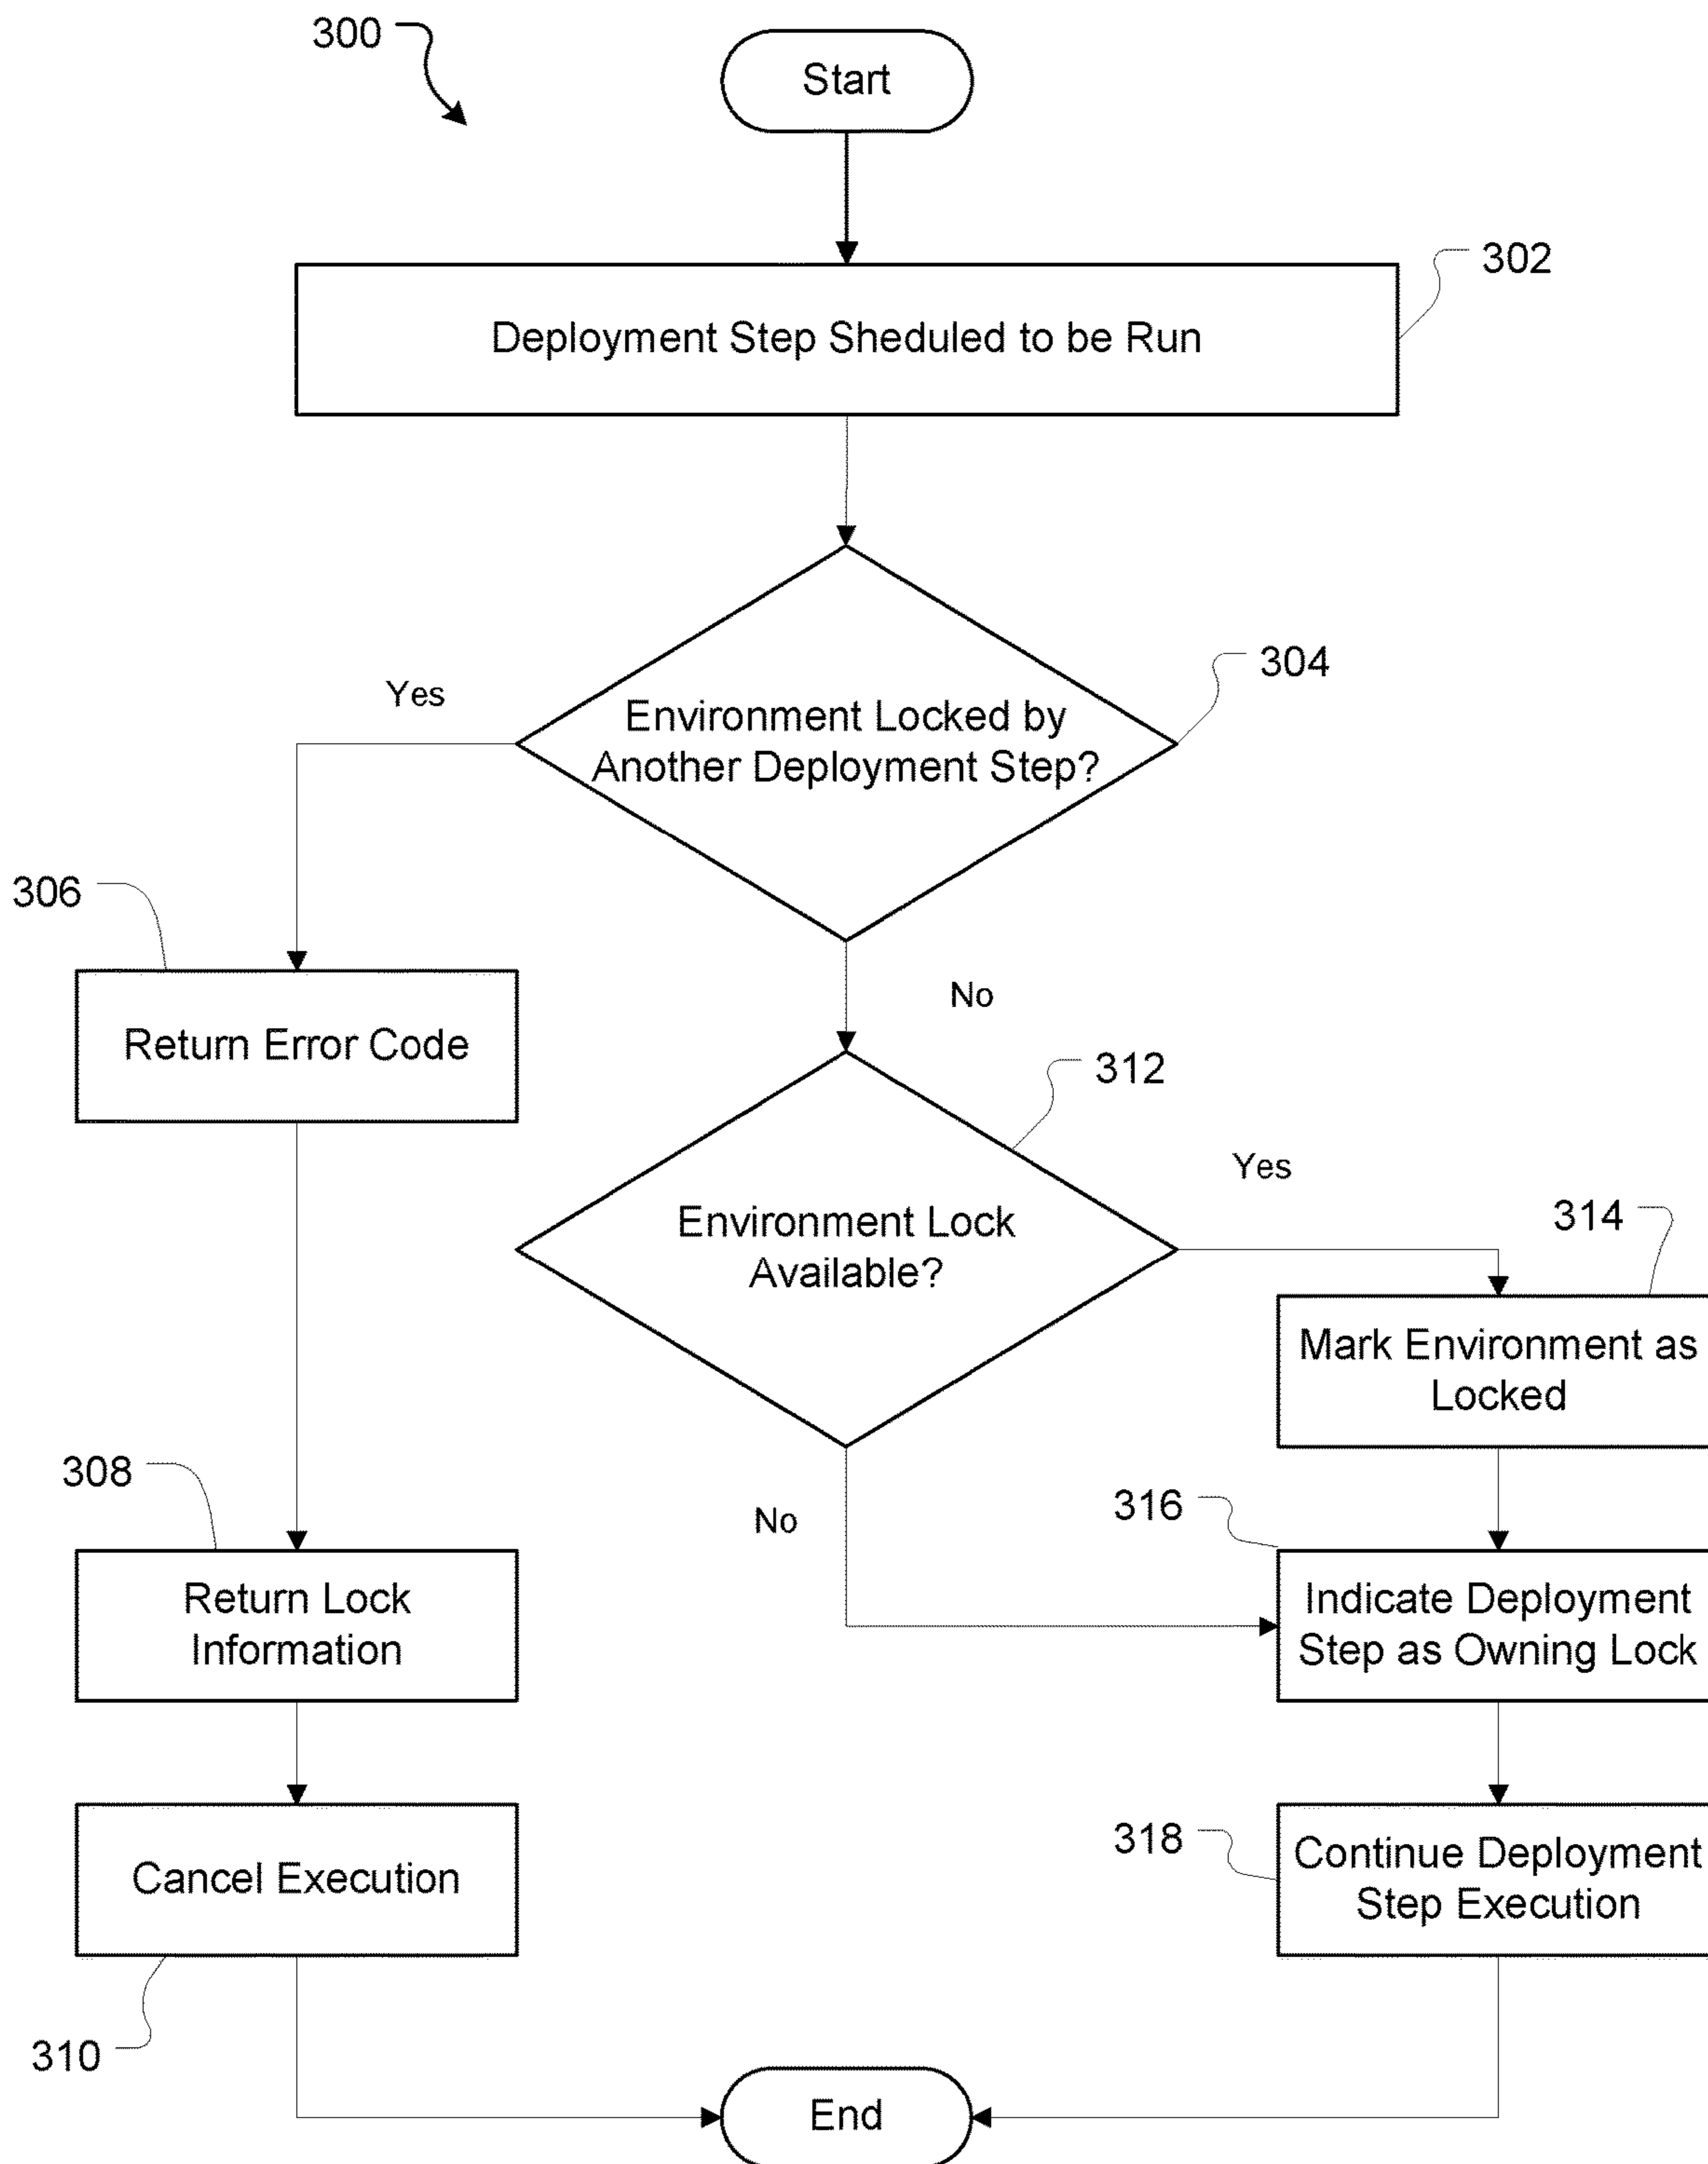 300
Start
302
Deployment Step Sheduled to be Run
304
Yes
Environment Locked by
Another Deployment Step?
306
No
Return Error Code
312
Yes
Environment Lock
Available?
314
Mark Environment as
Locked
308
No
316
Return Lock
Information
Indicate Deployment
Step as Owning Lock
Cancel Execution
318
Continue Deployment
Step Execution
310
End